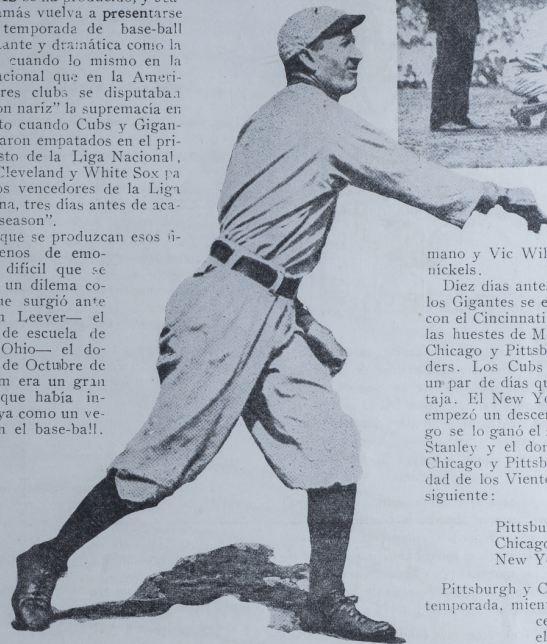 más vuelva a presentarse
temporada de base-ball
ante y dramática como la
cuando lo mismo en la
acional que en la Ameri-
res clubs se disputaban
on nariz" la supremacía en
to cuando Cubs y Gigan-
aron empatados en el pri-
sto de la Liga Nacional,
Cleveland y White Sox pa
os vencedores de la Liga
na, tres días antes de aca-
season".
que se produzcan esos
enos de emo-
difícil que se
un dilema co-
ue surgió ante
Leever— el
de escuela de
Ohio— el do-
de Octubre de
m era un gran
que había in-
ya como un ve-
n el base-ball.
mano y Vic Wil
nickels.
Diez días antes
los Gigantes se e
con el Cincinnati
las huestes de M
Chicago y Pittsb
ders. Los Cubs
un par de días qu
taja. El New Yo
empezó un descen
go se lo ganó el
Stanley y el dom
Chicago y Pittsb
dad de los Viento
siguiente:
Pittsbu
Chicago
New Y
Pittsburgh y C
temporada, mien
ce
el